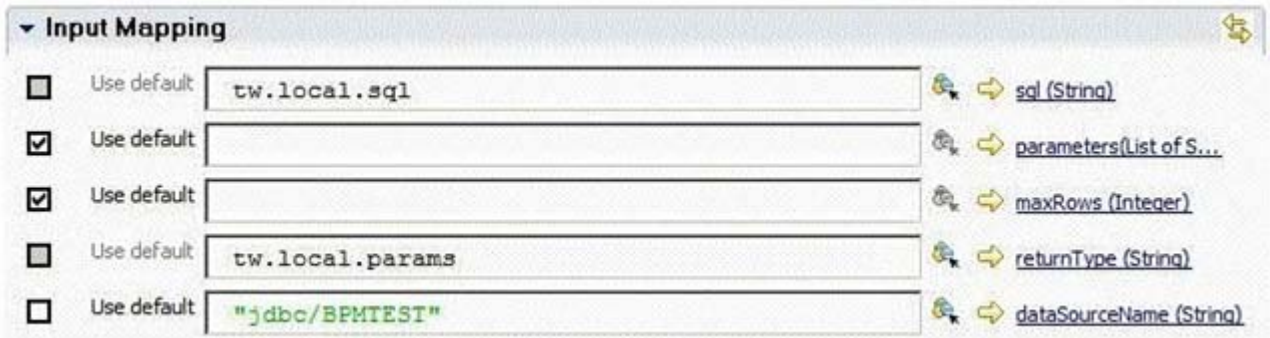 Input Mapping
Use default tw.local.sql sql (String)
Use default parameters(List of S...
Use default maxRows (Integer)
Use default tw.local.params returnType (String)
Use default "jdbc/BPMTEST" dataSourceName (String)